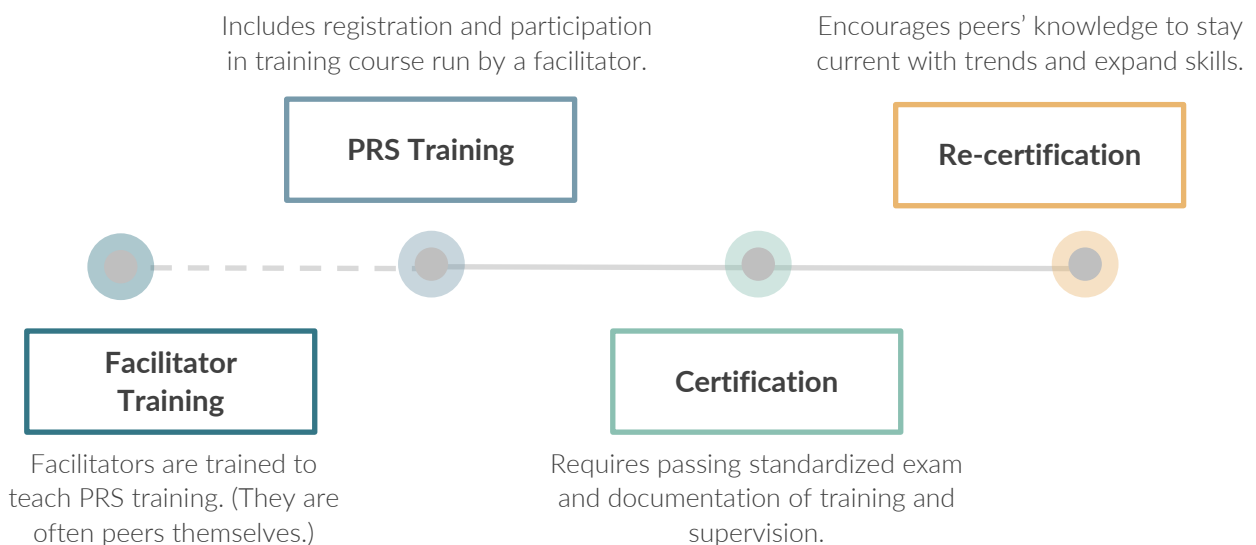 Includes registration and participation
in training course run by a facilitator.
PRS Training
Encourages peers’ knowledge to stay
current with trends and expand skills.
Re-certification
Facilitator
Training
Facilitators are trained to
teach PRS training. (They are
often peers themselves.)
Certification
Requires passing standardized exam
and documentation of training and
supervision.